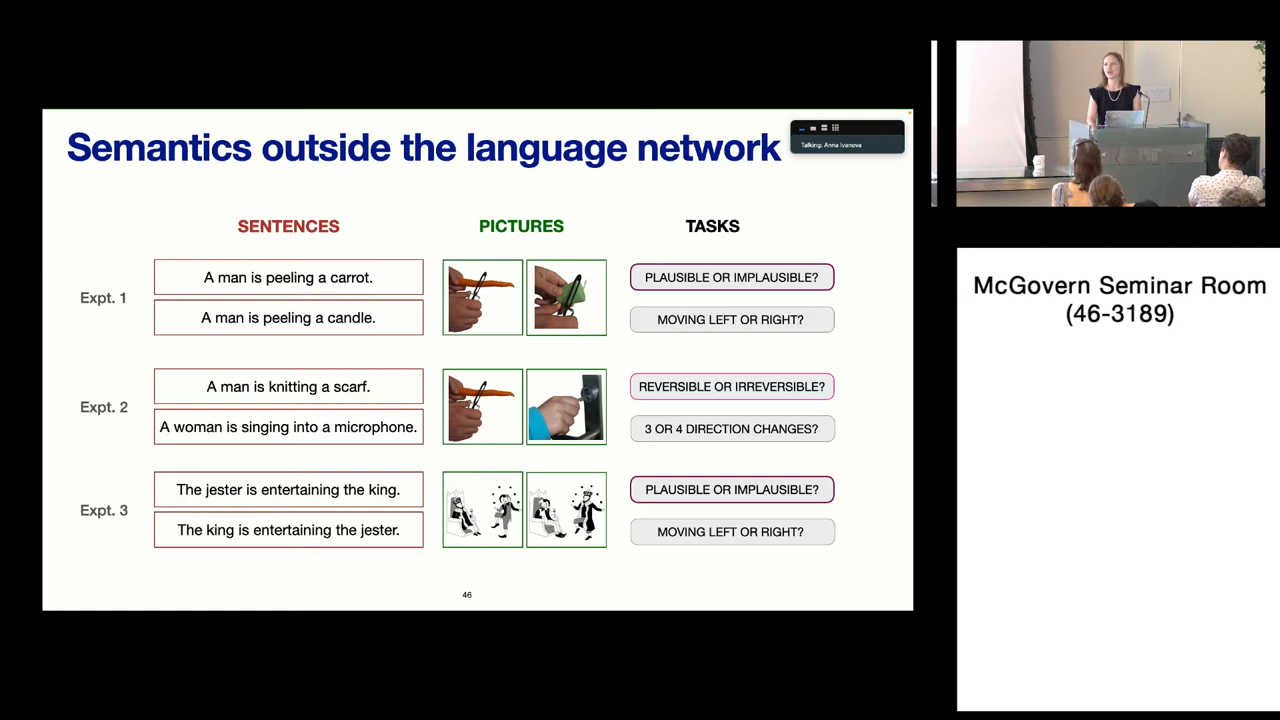 Semantics outside the language network
Talking: Anna Ivanova
SENTENCES
PICTURES
TASKS
Expt. 1
A man is peeling a carrot.
A man is peeling a candle.
PLAUSIBLE OR IMPLAUSIBLE?
MOVING LEFT OR RIGHT?
Expt. 2
A man is knitting a scarf.
A woman is singing into a microphone.
REVERSIBLE OR IRREVERSIBLE?
3 OR 4 DIRECTION CHANGES?
Expt. 3
The jester is entertaining the king.
The king is entertaining the jester.
PLAUSIBLE OR IMPLAUSIBLE?
MOVING LEFT OR RIGHT?
46
McGovern Seminar Room
(46-3189)